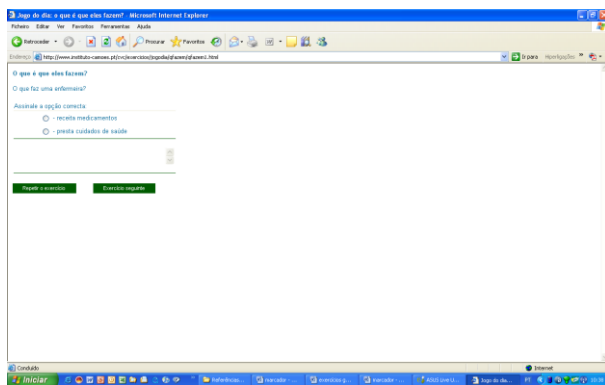 Jogo do dia: o que é que eles fazem? - Microsoft Internet Explorer
Ficheiro Editar Ver Favoritos Ferramentas Ajuda
Retroceder Procurar Favoritos
Endereço http://www.instituto-camoes.pt/cvc/exercicios/jogodia/qfazem/qfazem1.html Ir para Hiperligações
O que é que eles fazem?
O que faz uma enfermeira?
Assinale a opção correcta
- receita medicamentos
- presta cuidados de saúde
Repetir o exercício Exercício seguinte
Concluído Internet
Iniciar Referências... marcador - ... marcador - ... Jogo do dia... PT